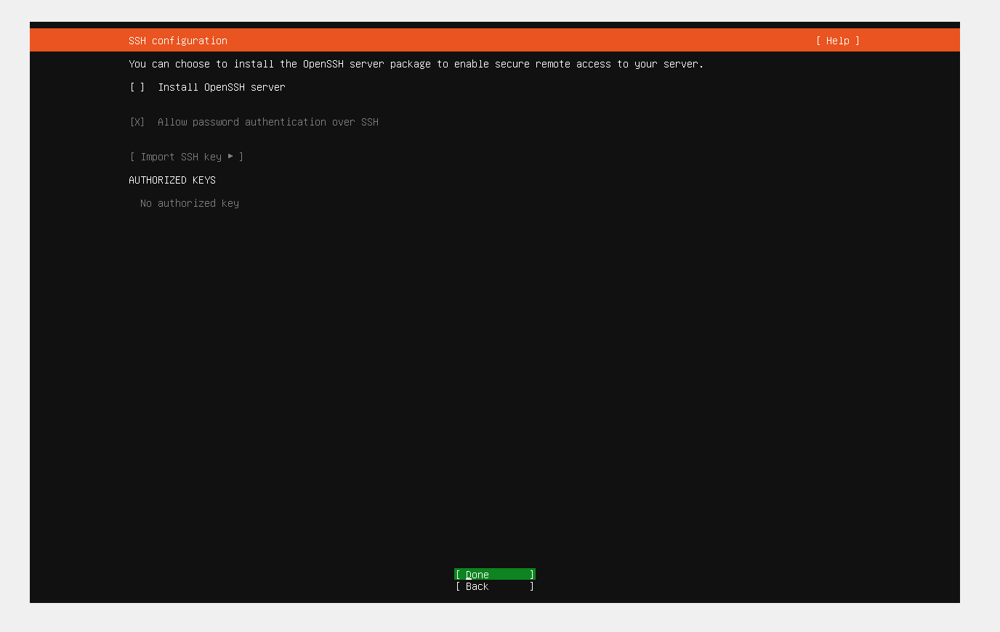 SSH configuration [ Help ]
You can choose to install the OpenSSH server package to enable secure remote access to your server.
[ ] Install OpenSSH server
[X] Allow password authentication over SSH
[ Import SSH key ▸ ]
AUTHORIZED KEYS
No authorized key
[ Done ]
[ Back ]